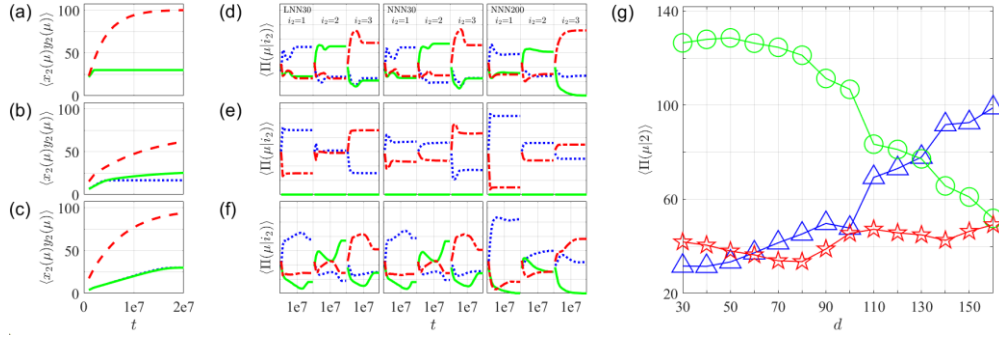 (a)
100
50
0
⟨x₂(μ)y₂(μ)⟩
(b)
100
50
0
⟨x₂(μ)y₂(μ)⟩
(c)
100
50
0
⟨x₂(μ)y₂(μ)⟩
0 1e7 2e7
t
(d)
LNN30 NNN30 NNN200
i₂=1 i₂=2 i₂=3 i₂=1 i₂=2 i₂=3 i₂=1 i₂=2 i₂=3
⟨Π(μ|i₂)⟩
(e)
⟨Π(μ|i₂)⟩
(f)
⟨Π(μ|i₂)⟩
1e7 1e7 1e7 1e7 1e7 1e7 1e7 1e7 1e7
t
(g)
140
100
60
20
⟨Π(μ|2)⟩
30 50 70 90 110 130 150
d